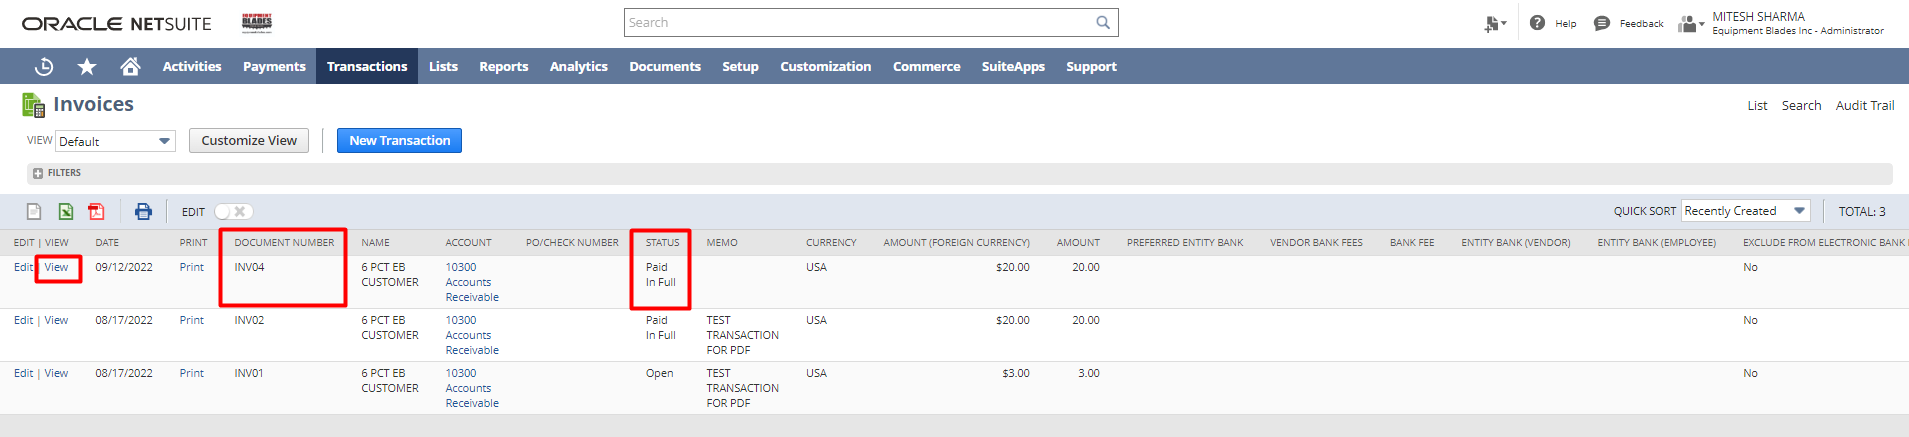 ORACLE NETSUITE
EQUIPMENT
BLADES
Search
Help
Feedback
MITESH SHARMA
Equipment Blades Inc - Administrator
Activities Payments Transactions Lists Reports Analytics Documents Setup Customization Commerce SuiteApps Support
Invoices
List Search Audit Trail
VIEW Default Customize View New Transaction
FILTERS
EDIT
QUICK SORT Recently Created TOTAL: 3
EDIT | VIEW DATE PRINT DOCUMENT NUMBER NAME ACCOUNT PO/CHECK NUMBER STATUS MEMO CURRENCY AMOUNT (FOREIGN CURRENCY) AMOUNT PREFERRED ENTITY BANK VENDOR BANK FEES BANK FEE ENTITY BANK (VENDOR) ENTITY BANK (EMPLOYEE) EXCLUDE FROM ELECTRONIC BANK
Edit | View 09/12/2022 Print INV04 6 PCT EB 10300 Paid USA $20.00 20.00 No
CUSTOMER Accounts In Full
Receivable
Edit | View 08/17/2022 Print INV02 6 PCT EB 10300 Paid TEST USA $20.00 20.00 No
CUSTOMER Accounts In Full TRANSACTION
Receivable FOR PDF
Edit | View 08/17/2022 Print INV01 6 PCT EB 10300 Open TEST USA $3.00 3.00 No
CUSTOMER Accounts TRANSACTION
Receivable FOR PDF